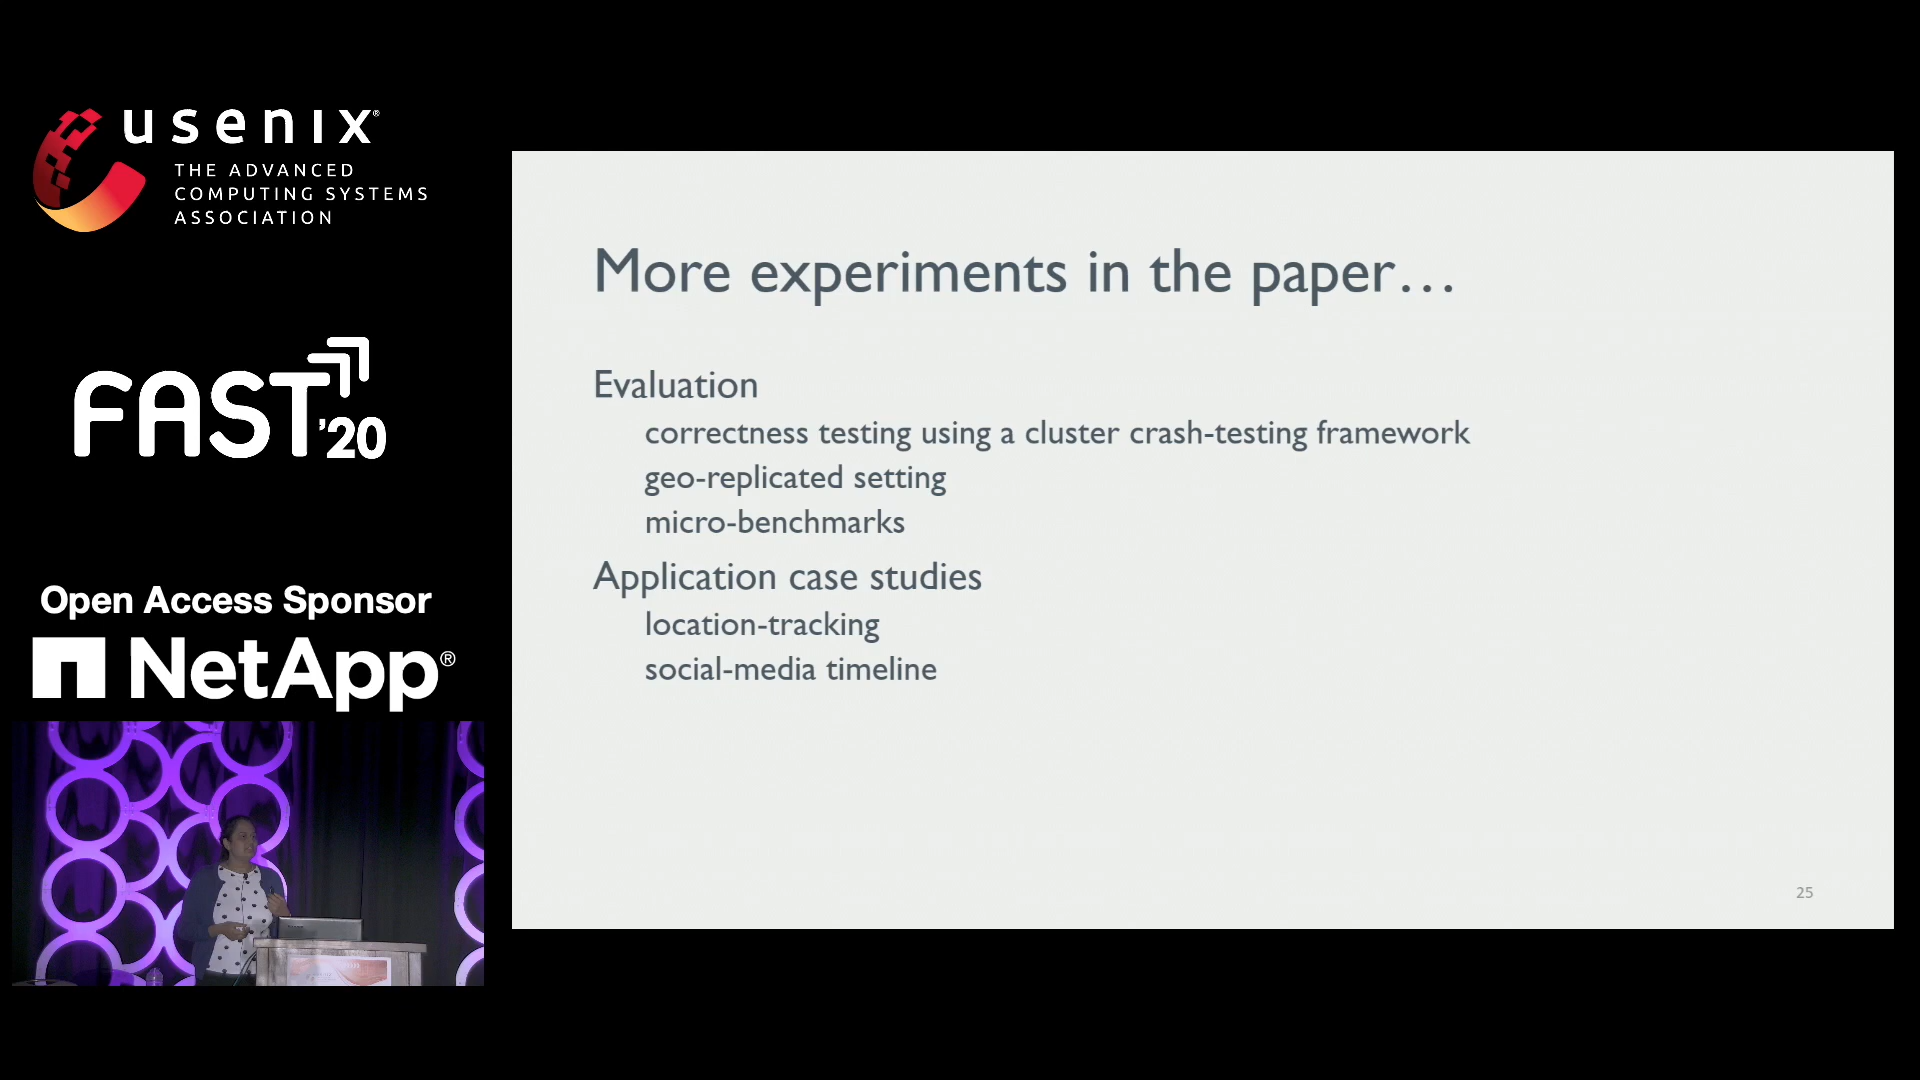 usenix®
THE ADVANCED
COMPUTING SYSTEMS
ASSOCIATION
FAST '20
Open Access Sponsor
NetApp®
More experiments in the paper…
Evaluation
correctness testing using a cluster crash-testing framework
geo-replicated setting
micro-benchmarks
Application case studies
location-tracking
social-media timeline
25